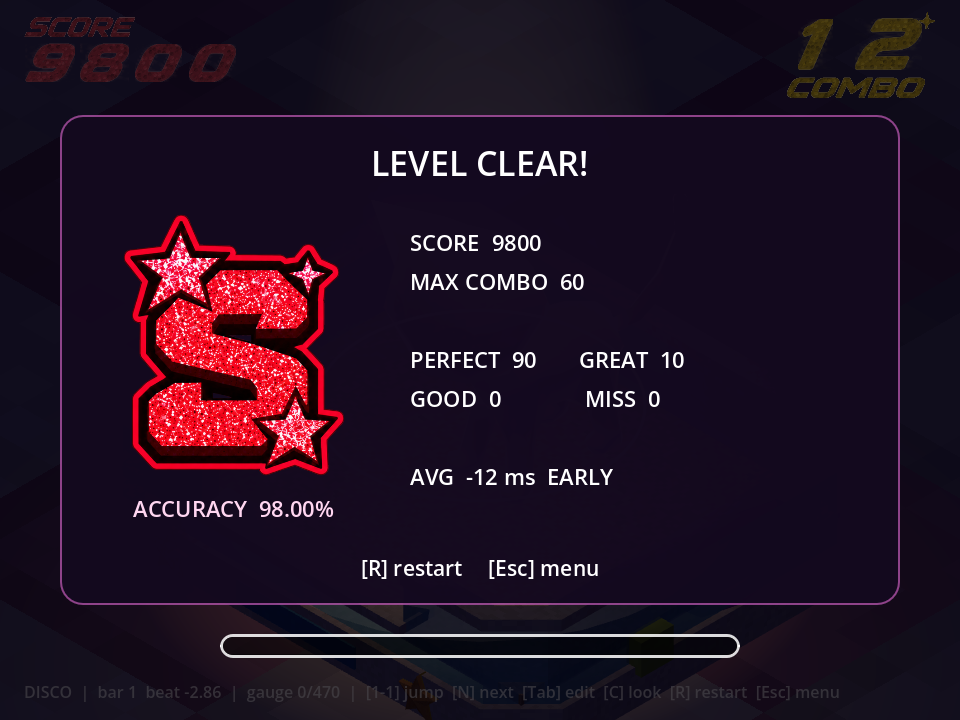 SCORE
9800
12
COMBO
LEVEL CLEAR!
S
SCORE 9800
MAX COMBO 60
PERFECT 90 GREAT 10
GOOD 0 MISS 0
AVG -12 ms EARLY
ACCURACY 98.00%
[R] restart [Esc] menu
DISCO | bar 1 beat -2.86 | gauge 0/470 | [1-1] jump [N] next [Tab] edit [C] look [R] restart [Esc] menu